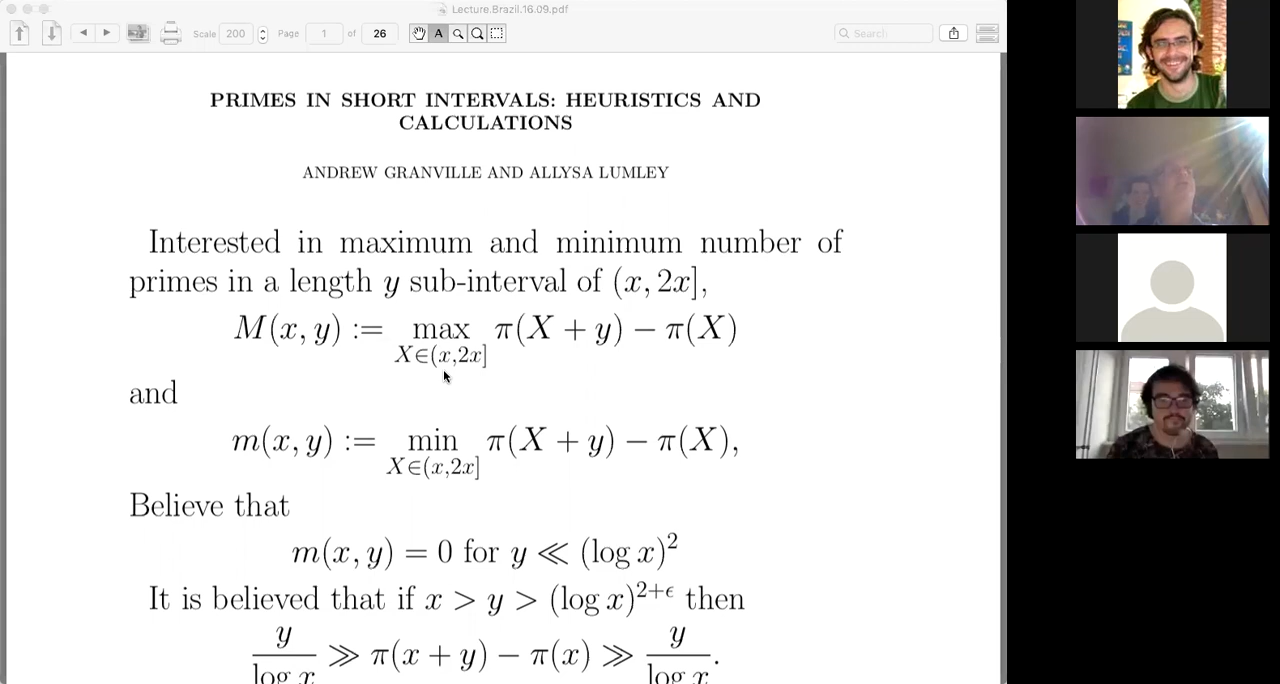 Lecture.Brazil.16.09.pdf
Scale 200 Page 1 of 26 A Search
PRIMES IN SHORT INTERVALS: HEURISTICS AND
CALCULATIONS
ANDREW GRANVILLE AND ALLYSA LUMLEY
Interested in maximum and minimum number of
primes in a length y sub-interval of (x, 2x],
M(x, y) := max π(X + y) − π(X)
X∈(x,2x]
and
m(x, y) := min π(X + y) − π(X),
X∈(x,2x]
Believe that
m(x, y) = 0 for y ≪ (log x)²
It is believed that if x > y > (log x)^{2+ϵ} then
y/log x ≫ π(x + y) − π(x) ≫ y/log x.